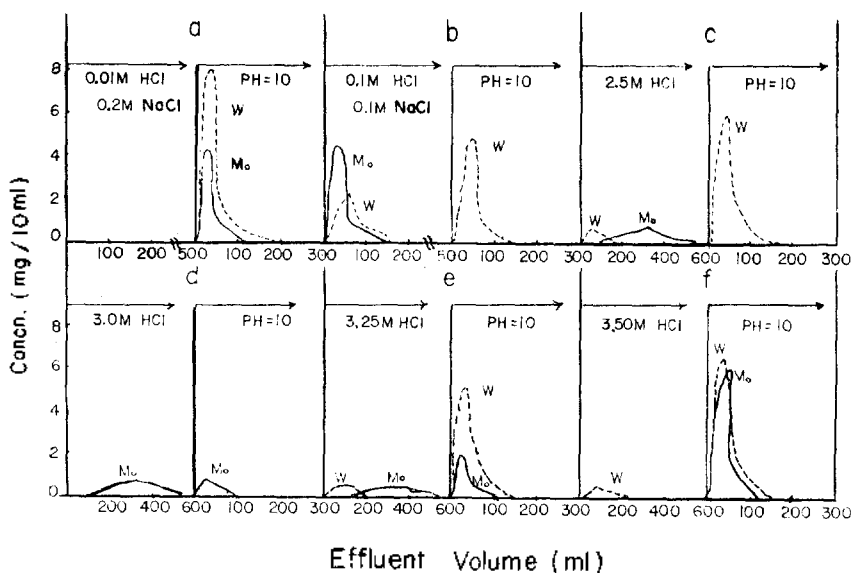 a b c
0.01M HCl 0.2M NaCl PH=10 0.1M HCl 0.1M NaCl PH=10 2.5M HCl PH=10
8
6
4
2
0
W
Mo
Mo
W
W
W
Mo
W
100 200 500 100 200 300 100 200 500 100 200 300 200 400 600 100 200 300
d e f
3.0M HCl PH=10 3,25M HCl PH=10 3,50M HCl PH=10
8
6
4
2
0
Mo
Mo
W
Mo
W
Mo
W
W
Mo
200 400 600 100 200 300 200 400 600 100 200 300 200 400 600 100 200 300
Concn. (mg/10ml)
Effluent Volume (ml)